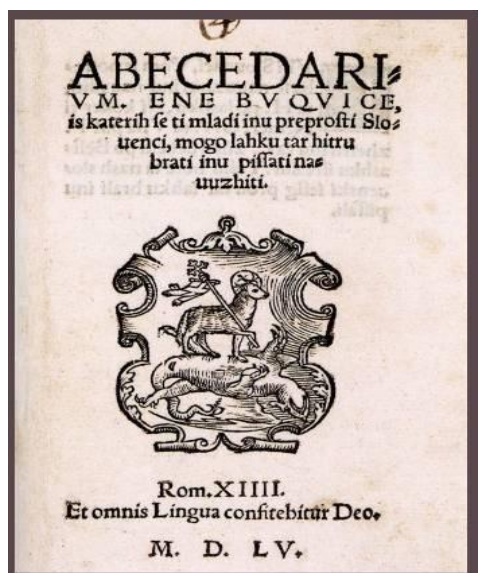 ABECEDARI⸗
VM. ENE BVQVICE,
is katerih ſe ti mladi inu preproſti Slo⸗
uenci, mogo lahku tar hitru
brati inu piſſati na⸗
uuzhiti.
Rom.XIIII.
Et omnis Lingua confitebitur Deo.
M. D. LV.